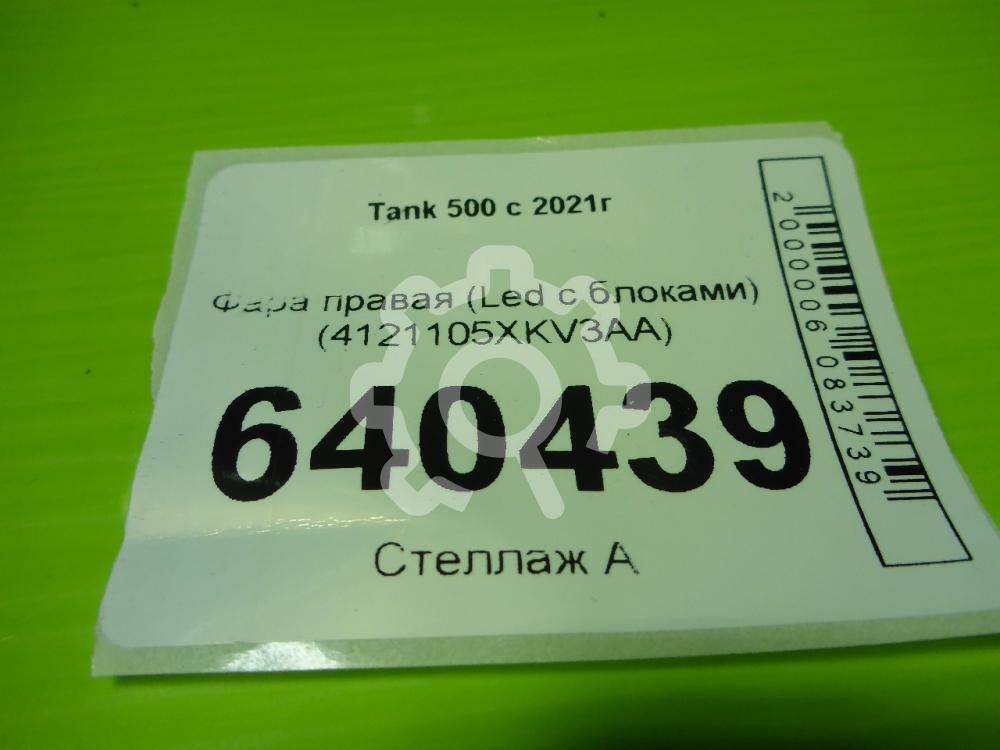 Tank 500 с 2021г
Фара правая (Led с блоками)
(4121105XKV3AA)
640439
Стеллаж А
2000006083739